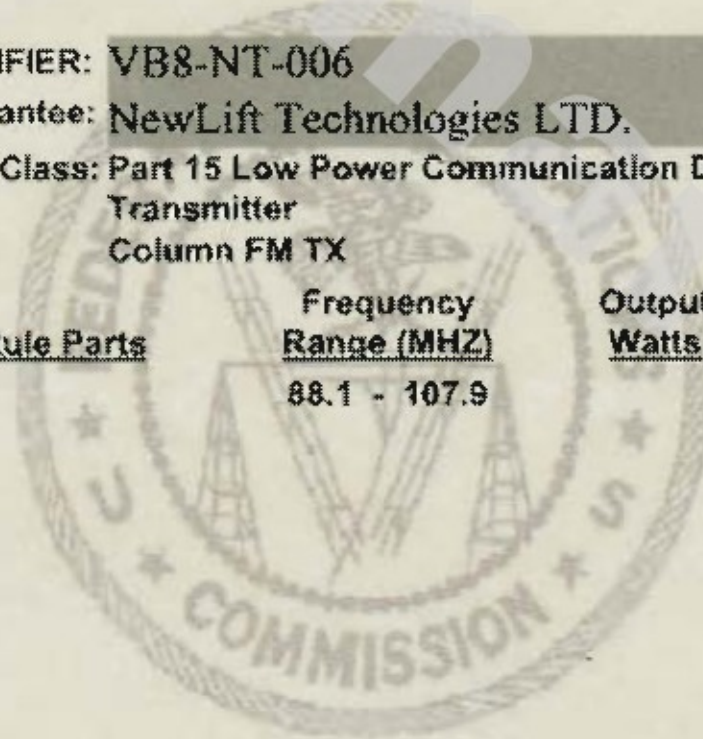 IFIER: VB8-NT-006
antee: NewLift Technologies LTD.
Class: Part 15 Low Power Communication D
Transmitter
Column FM TX
Frequency Output
Rule Parts Range (MHZ) Watts
88.1 - 107.9
COMMISSION